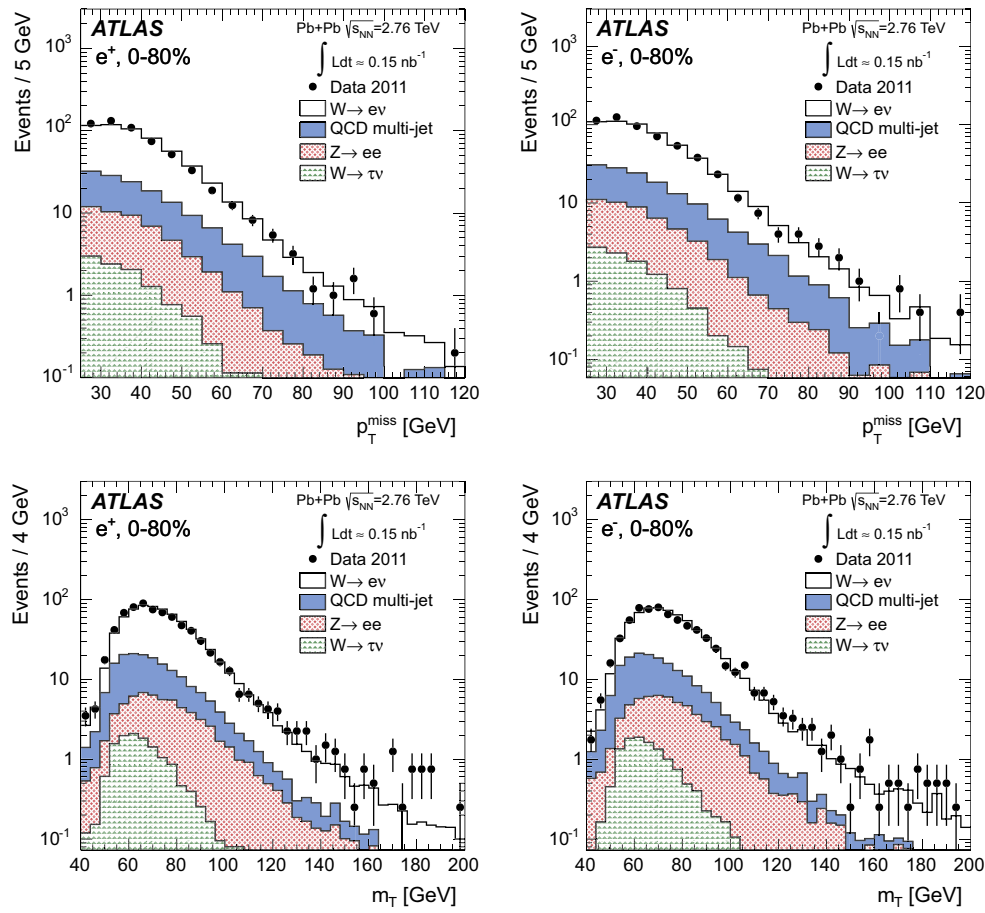 ATLAS
e⁺, 0-80%
Pb+Pb √sNN=2.76 TeV
∫ Ldt ≈ 0.15 nb⁻¹
Data 2011
W→ eν
QCD multi-jet
Z→ ee
W→ τν
Events / 5 GeV
10³
10²
10
1
10⁻¹
30 40 50 60 70 80 90 100 110 120
p_T^miss [GeV]
ATLAS
e⁻, 0-80%
Pb+Pb √sNN=2.76 TeV
∫ Ldt ≈ 0.15 nb⁻¹
Data 2011
W→ eν
QCD multi-jet
Z→ ee
W→ τν
Events / 5 GeV
10³
10²
10
1
10⁻¹
30 40 50 60 70 80 90 100 110 120
p_T^miss [GeV]
ATLAS
e⁺, 0-80%
Pb+Pb √sNN=2.76 TeV
∫ Ldt ≈ 0.15 nb⁻¹
Data 2011
W→ eν
QCD multi-jet
Z→ ee
W→ τν
Events / 4 GeV
10³
10²
10
1
10⁻¹
40 60 80 100 120 140 160 180 200
m_T [GeV]
ATLAS
e⁻, 0-80%
Pb+Pb √sNN=2.76 TeV
∫ Ldt ≈ 0.15 nb⁻¹
Data 2011
W→ eν
QCD multi-jet
Z→ ee
W→ τν
Events / 4 GeV
10³
10²
10
1
10⁻¹
40 60 80 100 120 140 160 180 200
m_T [GeV]